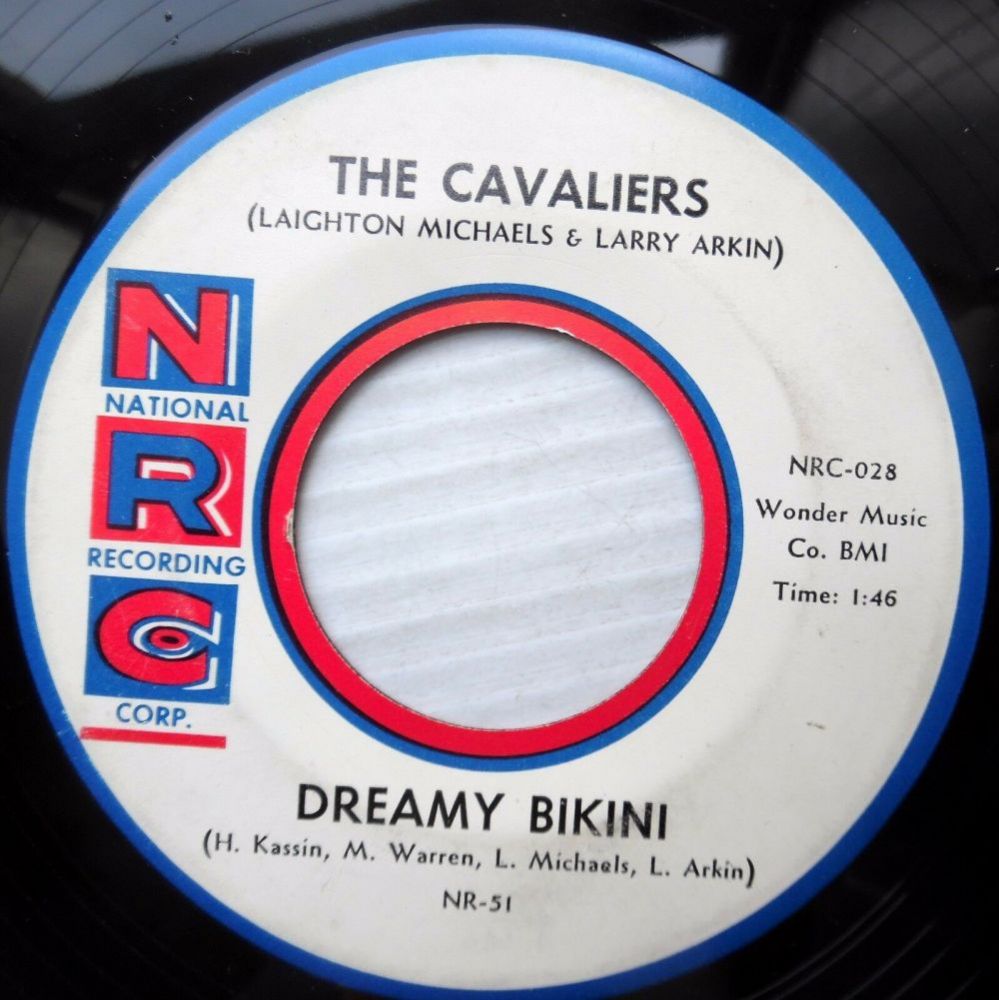 THE CAVALIERS
(LAIGHTON MICHAELS & LARRY ARKIN)
N
NATIONAL
R
RECORDING
C
CORP.
NRC-028
Wonder Music
Co. BMI
Time: 1:46
DREAMY BIKINI
(H. Kassin, M. Warren, L. Michaels, L. Arkin)
NR-51